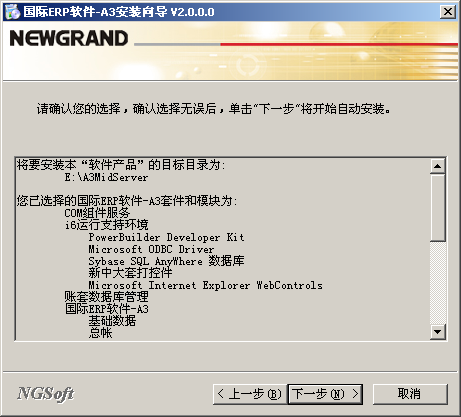 国际ERP软件-A3安装向导 V2.0.0.0
NEWGRAND
请确认您的选择，确认选择无误后，单击"下一步"将开始自动安装。
将要安装本“软件产品”的目标目录为:
E:\A3MidServer
您已选择的国际ERP软件-A3套件和模块为:
COM组件服务
i6运行支持环境
PowerBuilder Developer Kit
Microsoft ODBC Driver
Sybase SQL AnyWhere 数据库
新中大套打控件
Microsoft Internet Explorer WebControls
账套数据库管理
国际ERP软件-A3
基础数据
总帐
NGSoft
< 上一步(B) 下一步(N) > 取消